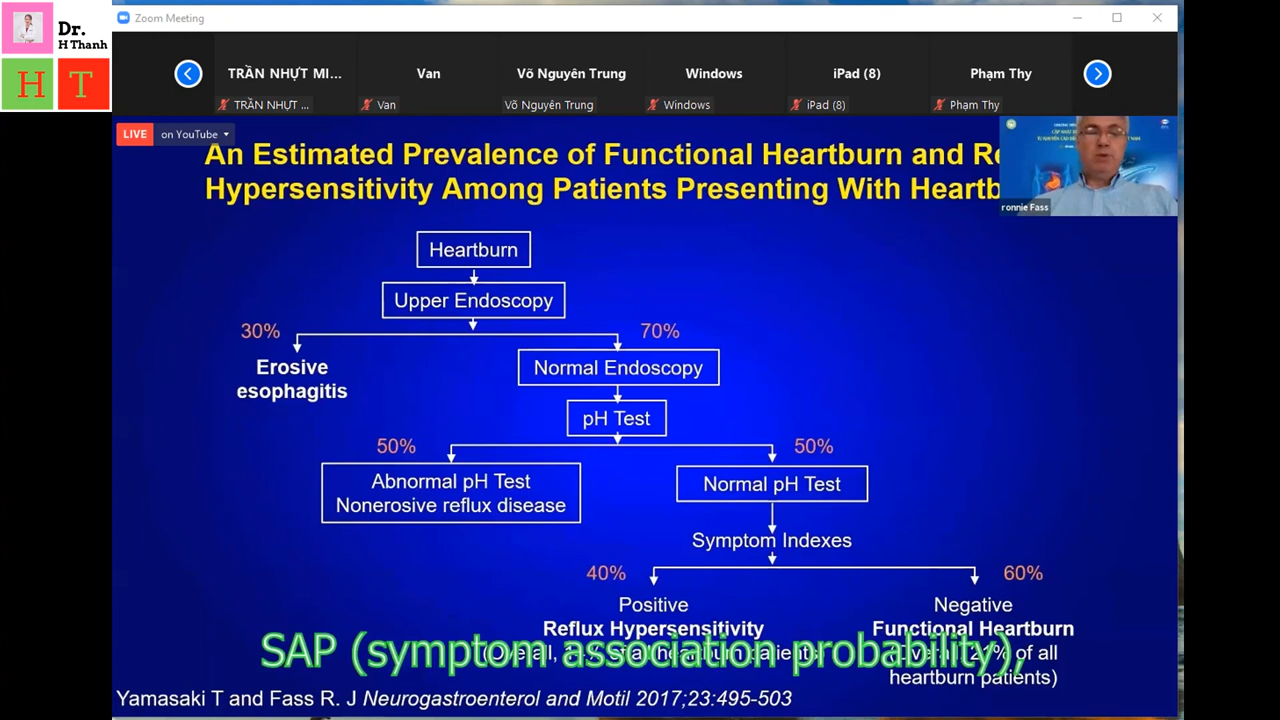 Dr.
H Thanh
H T
Zoom Meeting
TRẦN NHỰT MI...
Van
Võ Nguyên Trung
Windows
iPad (8)
Phạm Thy
TRẦN NHỰT ...
Van
Võ Nguyên Trung
Windows
iPad (8)
Phạm Thy
LIVE on YouTube
ronnie Fass
An Estimated Prevalence of Functional Heartburn and
Hypersensitivity Among Patients Presenting With
Heartburn
Upper Endoscopy
30%
70%
Erosive
esophagitis
Normal Endoscopy
pH Test
50%
50%
Abnormal pH Test
Nonerosive reflux disease
Normal pH Test
Symptom Indexes
40%
60%
Positive
Reflux Hypersensitivity
Negative
Functional Heartburn
(Overall, 21% of all
heartburn patients)
SAP (symptom association probability),
Yamasaki T and Fass R. J Neurogastroenterol and Motil 2017;23:495-503